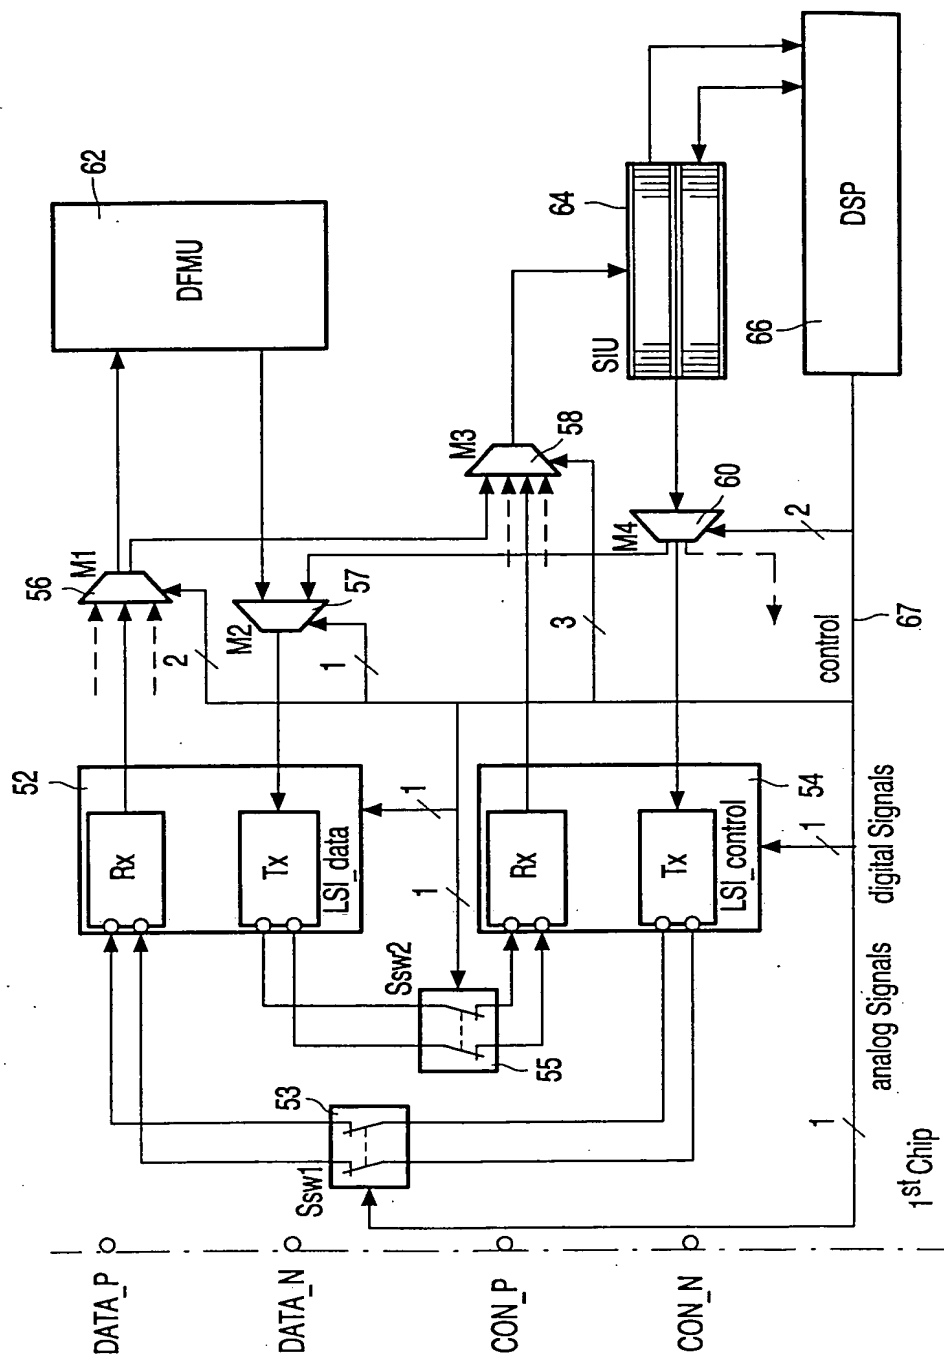 DATA_P
DATA_N
CON_P
CON_N
1st Chip
analog Signals
digital Signals
control
67
Ssw1
53
1
Ssw2
55
1
52
Rx
Tx
LSI_data
1
54
Rx
Tx
LSI_control
1
56
M1
2
M2
57
1
M3
58
3
M4
60
2
62
DFMU
SIU
64
66
DSP